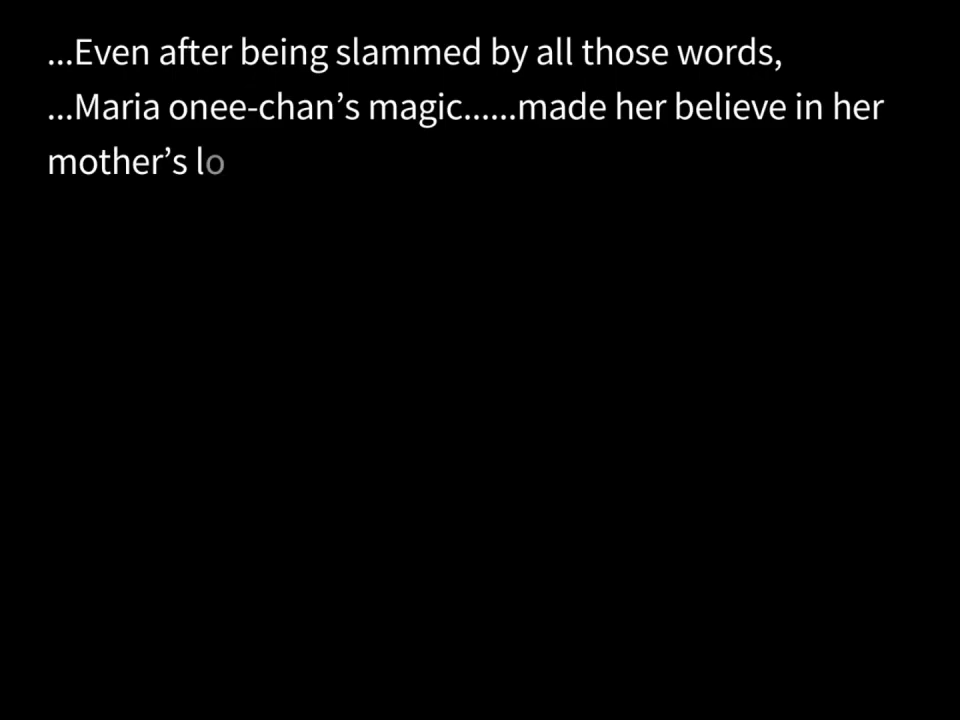 ...Even after being slammed by all those words,
...Maria onee-chan’s magic......made her believe in her
mother’s lo